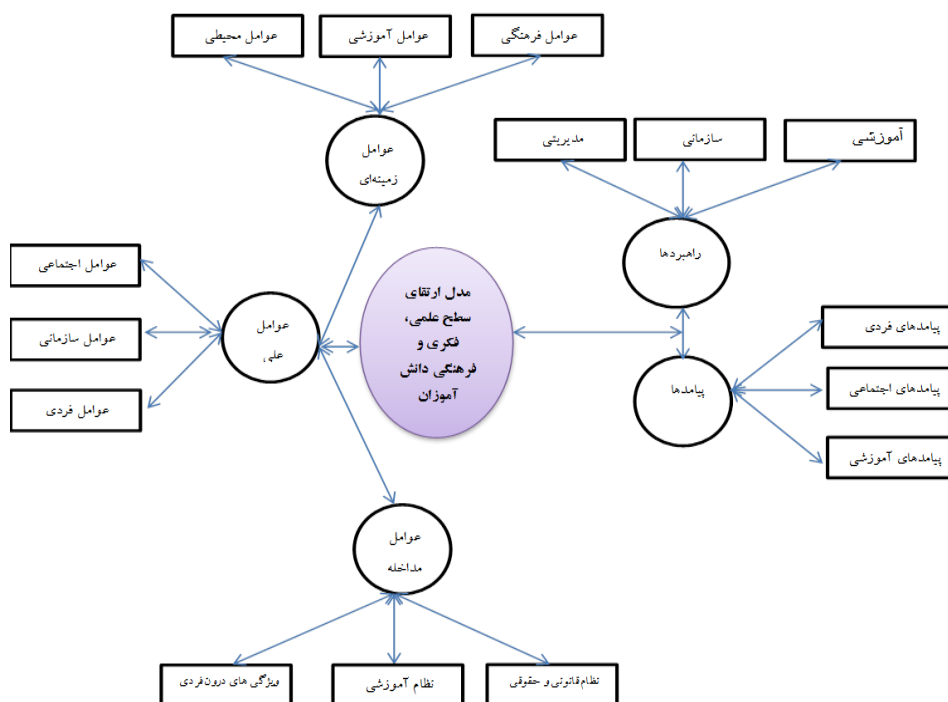 عوامل فرهنگی
عوامل آموزشی
عوامل محیطی
عوامل
زمینه‌ای
آموزشی
سازمانی
مدیریتی
راهبردها
مدل ارتقای
سطح علمی،
فکری و
فرهنگی دانش
آموزان
عوامل اجتماعی
عوامل سازمانی
عوامل فردی
عوامل
علی
پیامدها
پیامدهای فردی
پیامدهای اجتماعی
پیامدهای آموزشی
عوامل
مداخله
نظام قانونی و حقوقی
نظام آموزشی
ویژگی های درون فردی